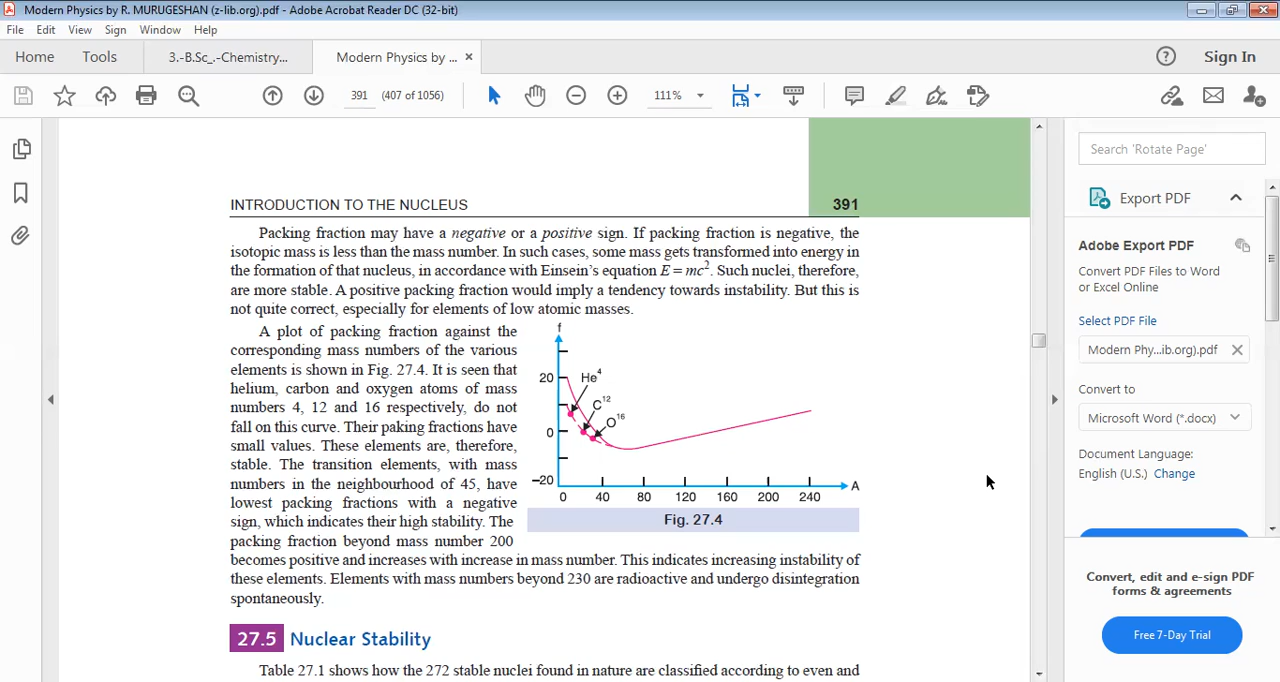 Modern Physics by R. MURUGESHAN (z-lib.org).pdf - Adobe Acrobat Reader DC (32-bit)
File Edit View Sign Window Help
Home Tools 3.-B.Sc_.-Chemistry... Modern Physics by ... × Sign In
391 (407 of 1056) 111%
INTRODUCTION TO THE NUCLEUS 391
Packing fraction may have a negative or a positive sign. If packing fraction is negative, the
isotopic mass is less than the mass number. In such cases, some mass gets transformed into energy in
the formation of that nucleus, in accordance with Einsein's equation E = mc². Such nuclei, therefore,
are more stable. A positive packing fraction would imply a tendency towards instability. But this is
not quite correct, especially for elements of low atomic masses.
A plot of packing fraction against the
corresponding mass numbers of the various
elements is shown in Fig. 27.4. It is seen that
helium, carbon and oxygen atoms of mass
numbers 4, 12 and 16 respectively, do not
fall on this curve. Their paking fractions have
small values. These elements are, therefore,
stable. The transition elements, with mass
numbers in the neighbourhood of 45, have
lowest packing fractions with a negative
sign, which indicates their high stability. The
packing fraction beyond mass number 200
becomes positive and increases with increase in mass number. This indicates increasing instability of
these elements. Elements with mass numbers beyond 230 are radioactive and undergo disintegration
spontaneously.
f
20
He⁴
C¹²
O¹⁶
0
–20
0 40 80 120 160 200 240 A
Fig. 27.4
27.5 Nuclear Stability
Table 27.1 shows how the 272 stable nuclei found in nature are classified according to even and
Search 'Rotate Page'
Export PDF
Adobe Export PDF
Convert PDF Files to Word
or Excel Online
Select PDF File
Modern Phy...ib.org).pdf
Convert to
Microsoft Word (*.docx)
Document Language:
English (U.S.) Change
Convert, edit and e-sign PDF
forms & agreements
Free 7-Day Trial